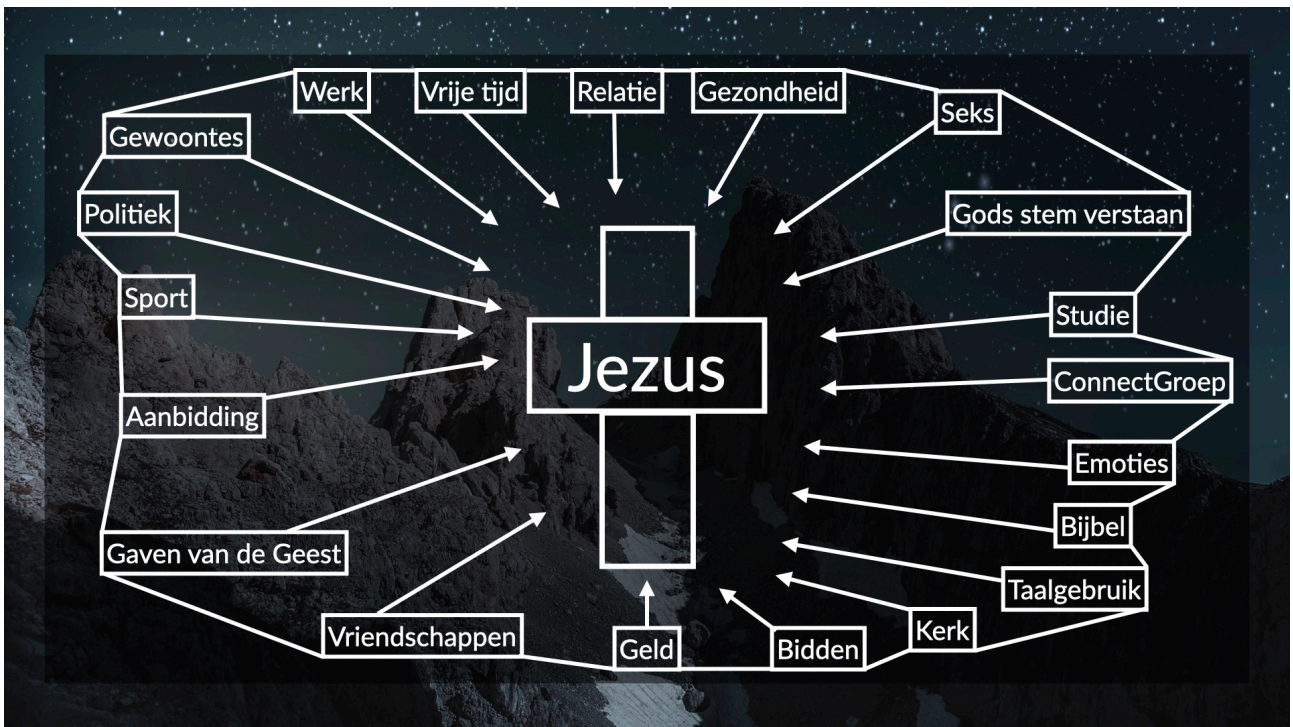 Werk
Vrije tijd
Relatie
Gezondheid
Seks
Gewoontes
Politiek
Gods stem verstaan
Sport
Studie
Jezus
ConnectGroep
Aanbidding
Emoties
Bijbel
Gaven van de Geest
Taalgebruik
Vriendschappen
Geld
Bidden
Kerk